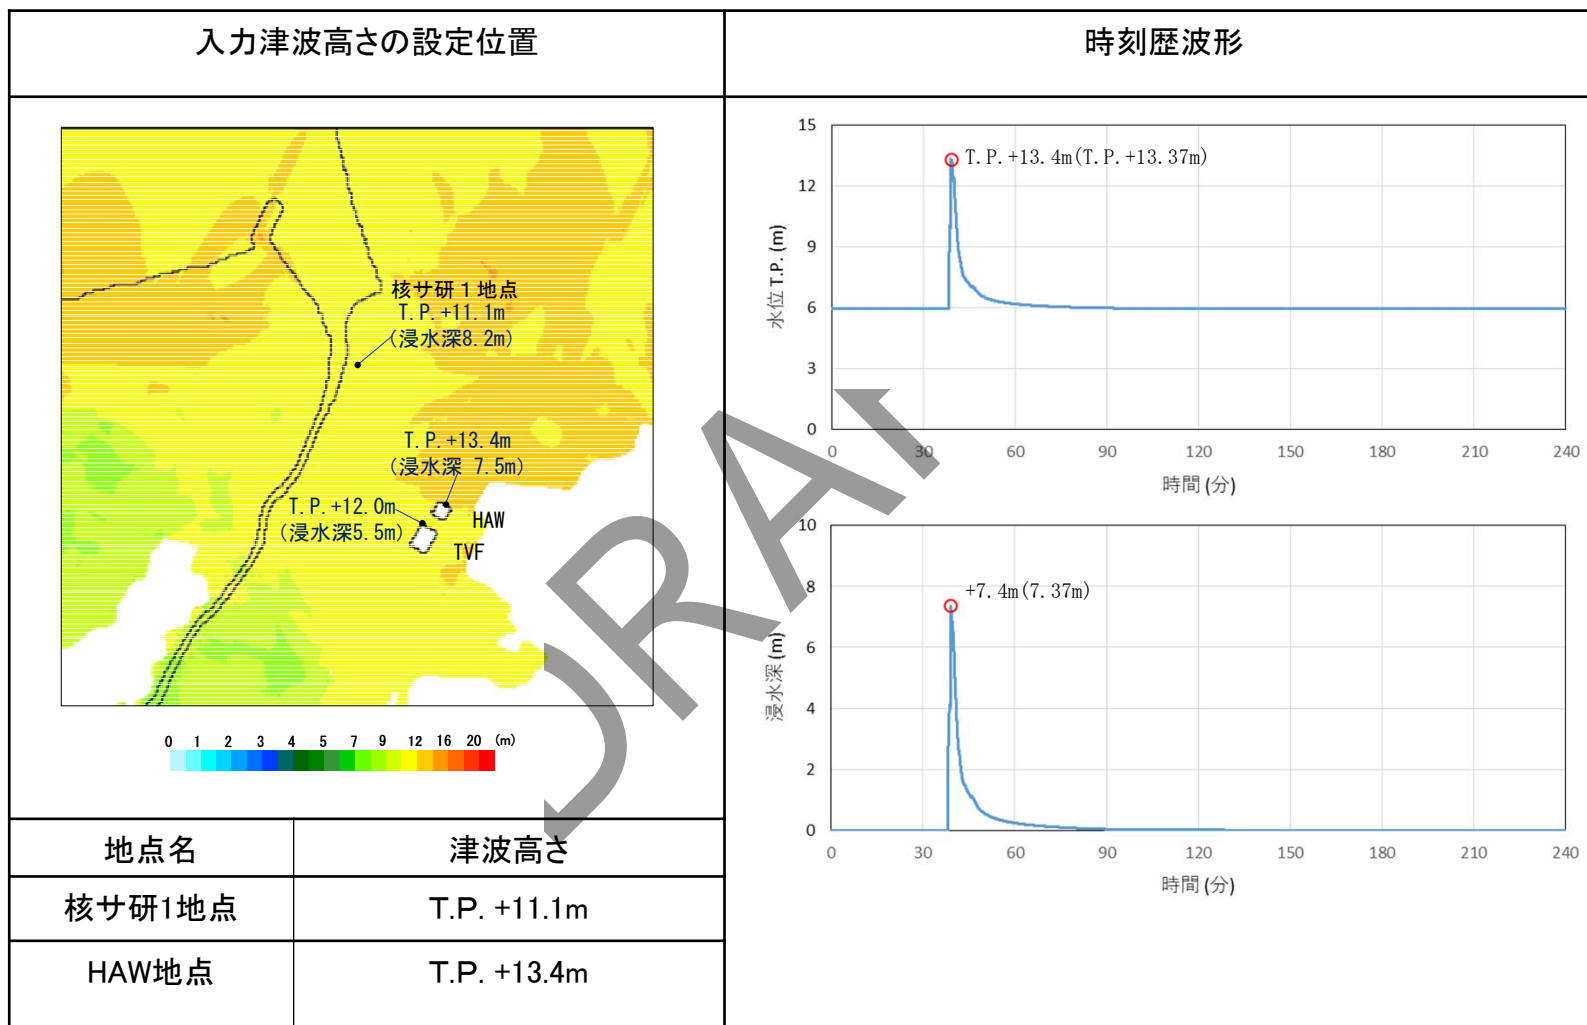 入力津波高さの設定位置
時刻歴波形
核サ研１地点
T.P.+11.1m
(浸水深8.2m)
T.P.+13.4m
(浸水深 7.5m)
T.P.+12.0m
(浸水深5.5m)
HAW
TVF
0 1 2 3 4 5 7 9 12 16 20 (m)
地点名 津波高さ
核サ研1地点 T.P. +11.1m
HAW地点 T.P. +13.4m
15
12
9
6
3
0
水位 T.P. (m)
T.P.+13.4m(T.P.+13.37m)
0 30 60 90 120 150 180 210 240
時間 (分)
10
8
6
4
2
0
浸水深 (m)
+7.4m(7.37m)
0 30 60 90 120 150 180 210 240
時間 (分)
DRAFT